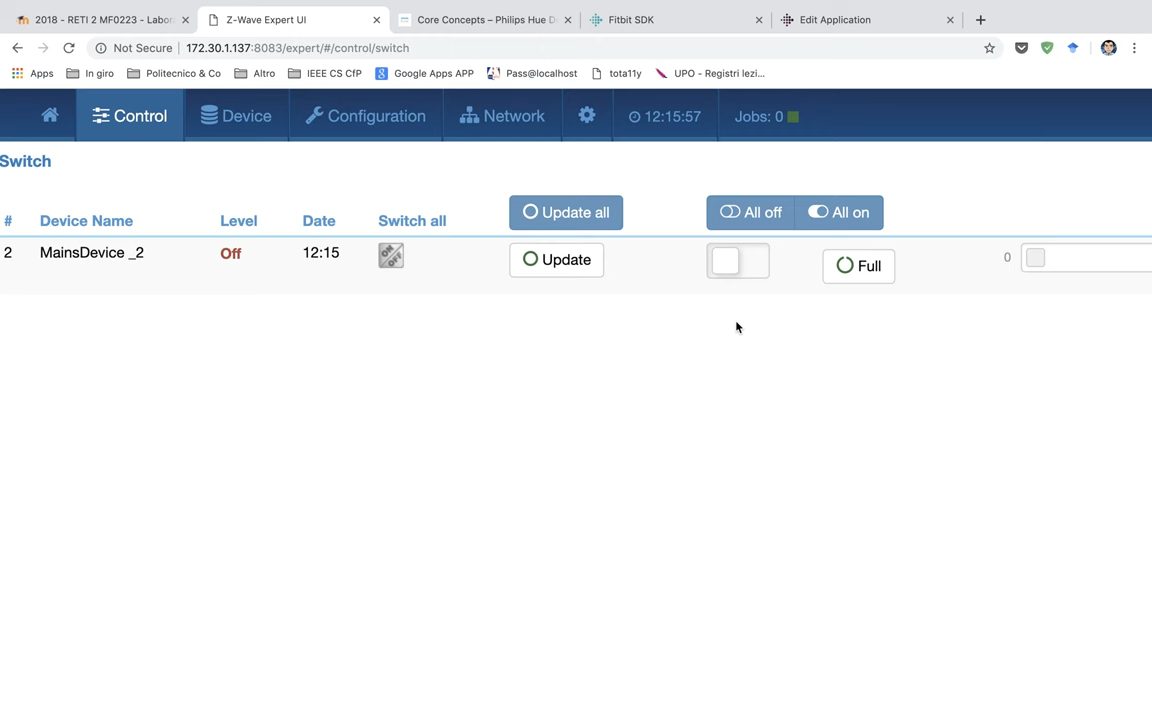 2018 - RETI 2 MF0223 - Labor
Z-Wave Expert UI
Core Concepts – Philips Hue D
Fitbit SDK
Edit Application
Not Secure
172.30.1.137:8083/expert/#/control/switch
Apps
In giro
Politecnico & Co
Altro
IEEE CS CfP
Google Apps APP
Pass@localhost
tota11y
UPO - Registri lezi...
Control
Device
Configuration
Network
12:15:57
Jobs: 0
Switch
# Device Name Level Date Switch all Update all All off All on
2 MainsDevice _2 Off 12:15 ON OFF Update Full 0